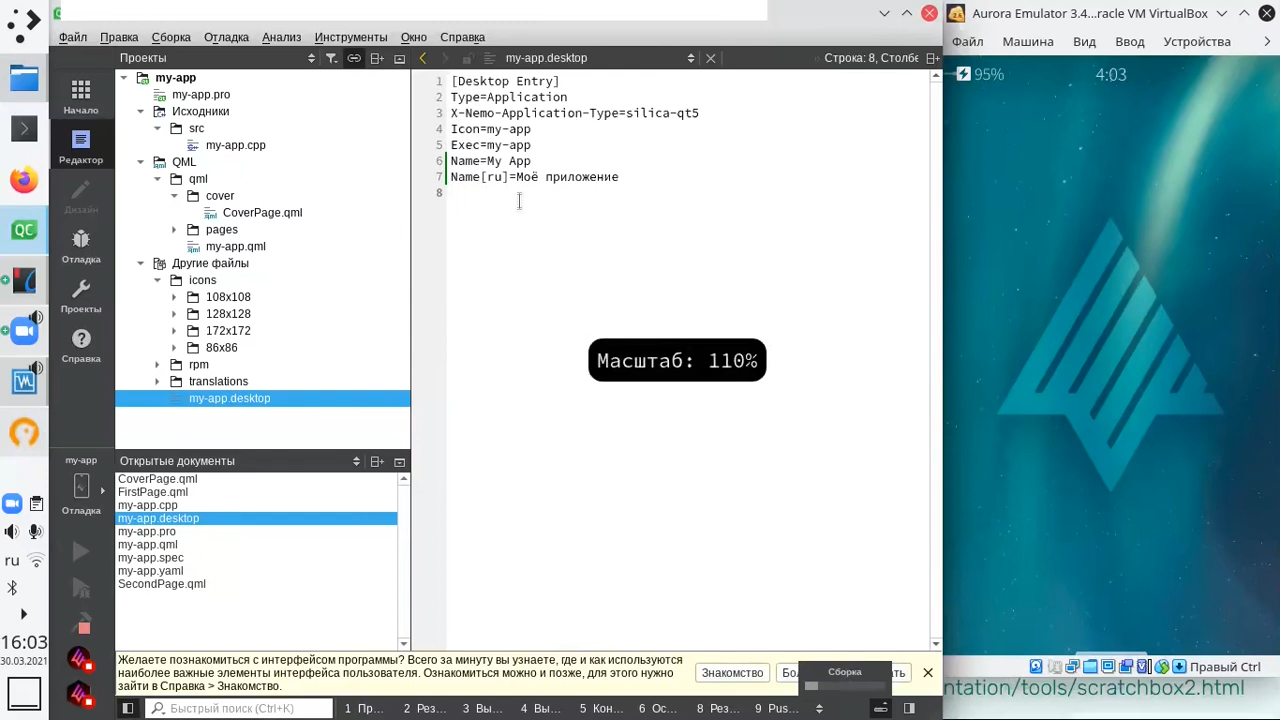 Файл Правка Сборка Отладка Анализ Инструменты Окно Справка
Проекты
my-app
my-app.pro
Исходники
src
my-app.cpp
QML
qml
cover
CoverPage.qml
pages
my-app.qml
Другие файлы
icons
108x108
128x128
172x172
86x86
rpm
translations
my-app.desktop
Начало
Редактор
Отладка
Проекты
Справка
my-app
Отладка
ru
16:03
30.03.2021
Открытые документы
CoverPage.qml
FirstPage.qml
my-app.cpp
my-app.desktop
my-app.pro
my-app.qml
my-app.spec
my-app.yaml
SecondPage.qml
my-app.desktop
Строка: 8, Столбе
1 [Desktop Entry]
2 Type=Application
3 X-Nemo-Application-Type=silica-qt5
4 Icon=my-app
5 Exec=my-app
6 Name=My App
7 Name[ru]=Моё приложение
8
Масштаб: 110%
Желаете познакомиться с интерфейсом программы? Всего за минуту вы узнаете, где и как используются
наиболее важные элементы интерфейса пользователя. Ознакомиться можно и позже, для этого нужно
зайти в Справка > Знакомство.
Знакомство
Сборка
Быстрый поиск (Ctrl+K)
1 Пр... 2 Рез... 3 Вы... 4 Вы... 5 Кон... 6 Ос... 8 Рез... 9 Pus...
Aurora Emulator 3.4...racle VM VirtualBox
Файл Машина Вид Ввод Устройства
95%
4:03
Правый Ctrl
ntation/tools/scratchbox2.html